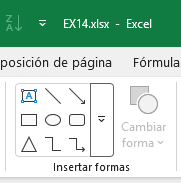 EX14.xlsx - Excel
posición de página Fórmula
Cambiar
forma
Insertar formas